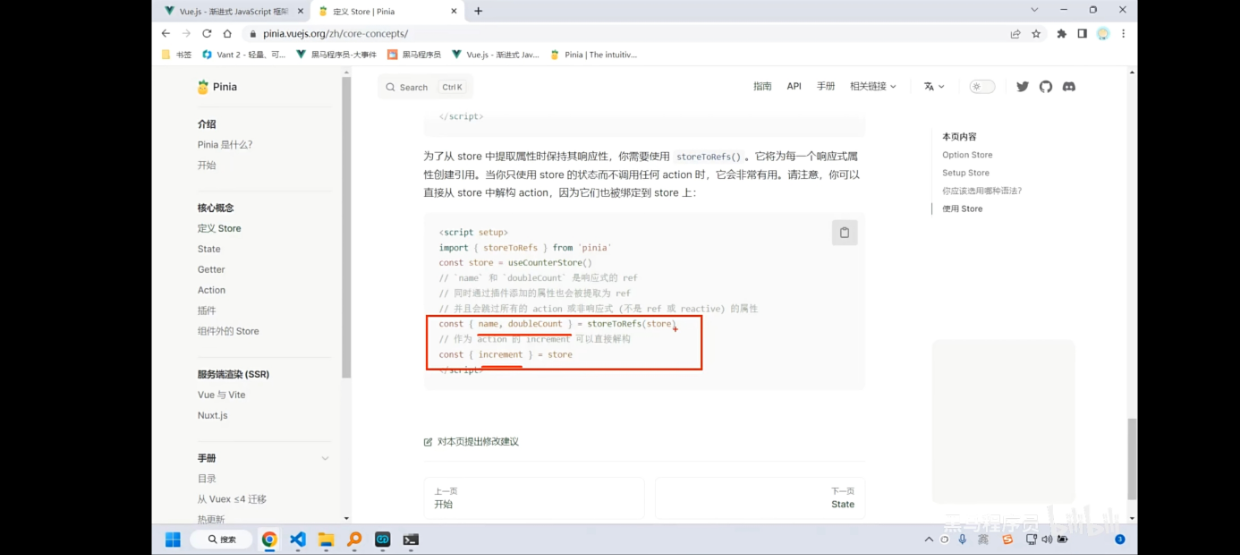 Vue.js - 渐进式 JavaScript 框架
定义 Store | Pinia
pinia.vuejs.org/zh/core-concepts/
书签
Vant 2 - 轻量、可...
黑马程序员-大事件
黑马程序员
Vue.js - 渐进式 Jav...
Pinia | The intuitiv...
Pinia
Search
Ctrl K
指南
API
手册
相关链接
介绍
Pinia 是什么?
开始
核心概念
定义 Store
State
Getter
Action
插件
组件外的 Store
服务端渲染 (SSR)
Vue 与 Vite
Nuxt.js
手册
目录
从 Vuex ≤4 迁移
热更新
</script>
为了从 store 中提取属性时保持其响应性，你需要使用 storeToRefs()。它将为每一个响应式属
性创建引用。当你只使用 store 的状态而不调用任何 action 时，它会非常有用。请注意，你可以
直接从 store 中解构 action，因为它们也被绑定到 store 上：
<script setup>
import { storeToRefs } from 'pinia'
const store = useCounterStore()
// `name` 和 `doubleCount` 是响应式的 ref
// 同时通过插件添加的属性也会被提取为 ref
// 并且会跳过所有的 action 或非响应式 (不是 ref 或 reactive) 的属性
const { name, doubleCount } = storeToRefs(store)
// 作为 action 的 increment 可以直接解构
const { increment } = store
</script>
对本页提出修改建议
上一页
开始
下一页
State
本页内容
Option Store
Setup Store
你应该选用哪种语法?
使用 Store
黑马程序员 bilibili
搜索
英
3